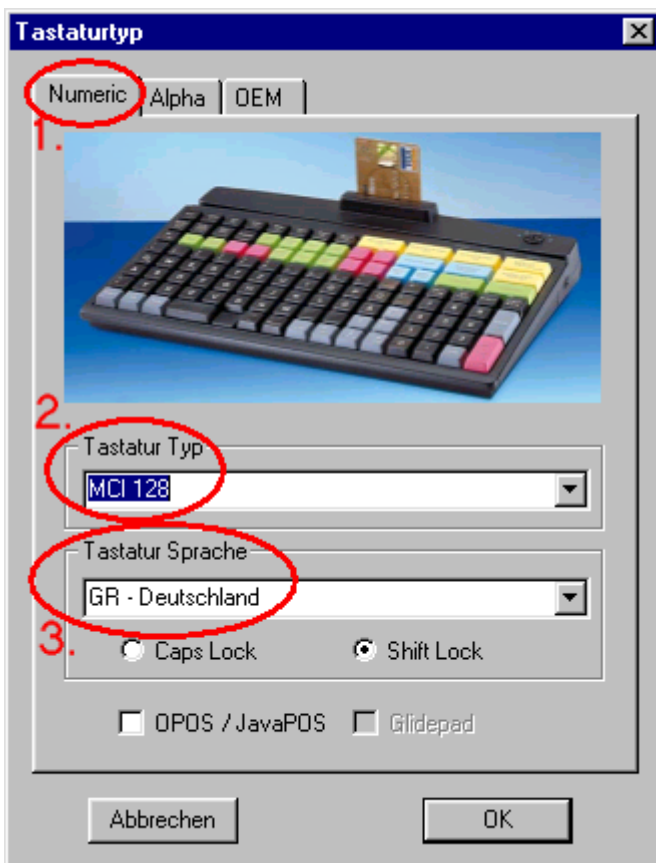 Tastaturtyp
Numeric Alpha OEM
1.
2.
Tastatur Typ
MCI 128
Tastatur Sprache
GR - Deutschland
3.
Caps Lock Shift Lock
OPOS / JavaPOS Glidepad
Abbrechen OK